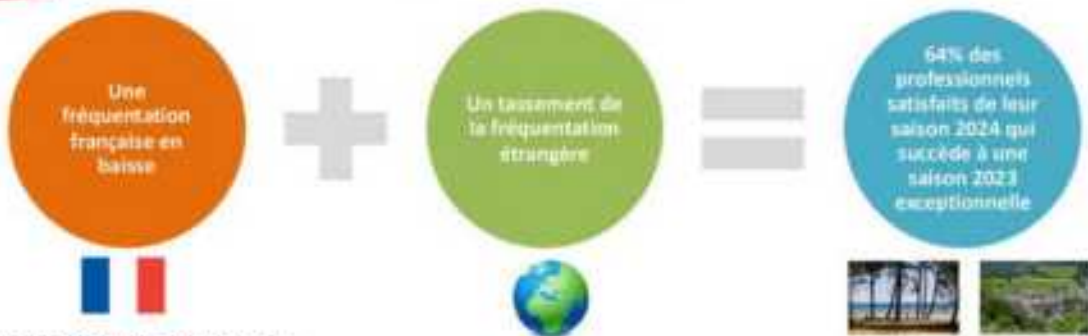 Une
fréquentation
française en
baisse
Un tassement de
la fréquentation
étrangère
64% des
professionnels
satisfaits de leur
saison 2024 qui
succède à une
saison 2023
exceptionnelle